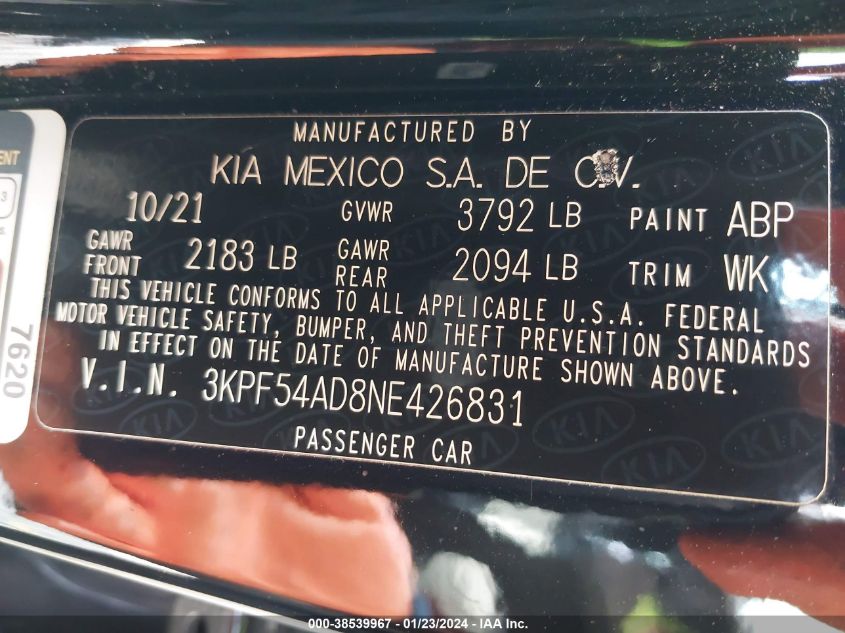 MANUFACTURED BY
KIA MEXICO S.A. DE C.V.
10/21 GVWR 3792 LB PAINT ABP
GAWR FRONT 2183 LB GAWR REAR 2094 LB TRIM WK
THIS VEHICLE CONFORMS TO ALL APPLICABLE U.S.A. FEDERAL
MOTOR VEHICLE SAFETY, BUMPER, AND THEFT PREVENTION STANDARDS
IN EFFECT ON THE DATE OF MANUFACTURE SHOWN ABOVE.
V.I.N. 3KPF54AD8NE426831
PASSENGER CAR
7620
000-38539967 - 01/23/2024 - IAA Inc.